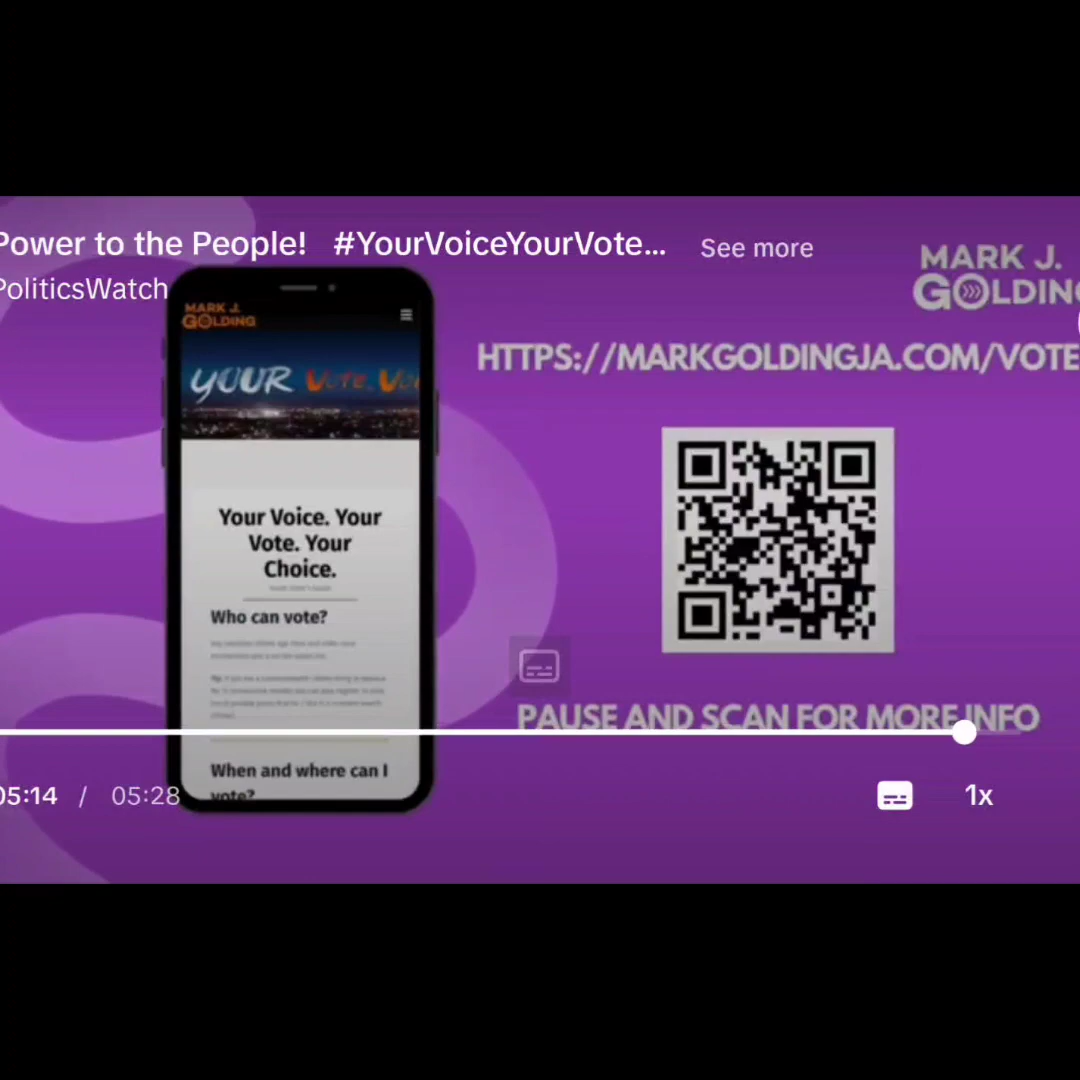 Power to the People! #YourVoiceYourVote... See more
PoliticsWatch
MARK J.
GOLDING
YOUR VOTE.
Your Voice. Your
Vote. Your
Choice.
Who can vote?
When and where can I
vote?
MARK J.
GOLDING
HTTPS://MARKGOLDINGJA.COM/VOTE
PAUSE AND SCAN FOR MORE INFO
05:14 / 05:28
1x